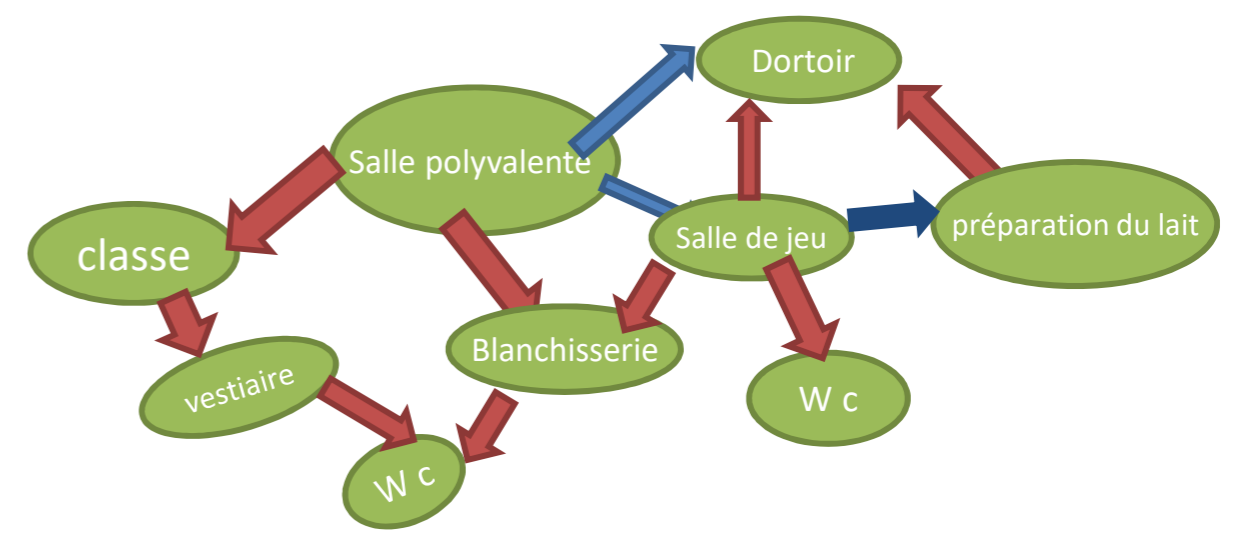 Dortoir
Salle polyvalente
préparation du lait
Salle de jeu
classe
Blanchisserie
vestiaire
W c
W c